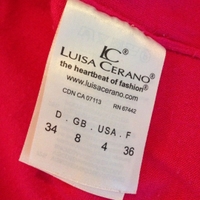 LC
LUISA CERANO®
the heartbeat of fashion®
www.luisacerano.com
CDN CA 07113 RN 67442
D . GB . USA . F
34 8 4 36